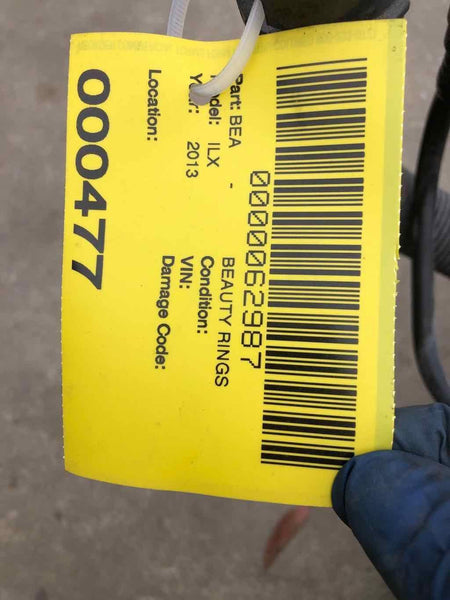 0000062987
Part: BEA - BEAUTY RINGS
Model: ILX Condition:
Year: 2013 VIN:
Damage Code:
Location:
000477